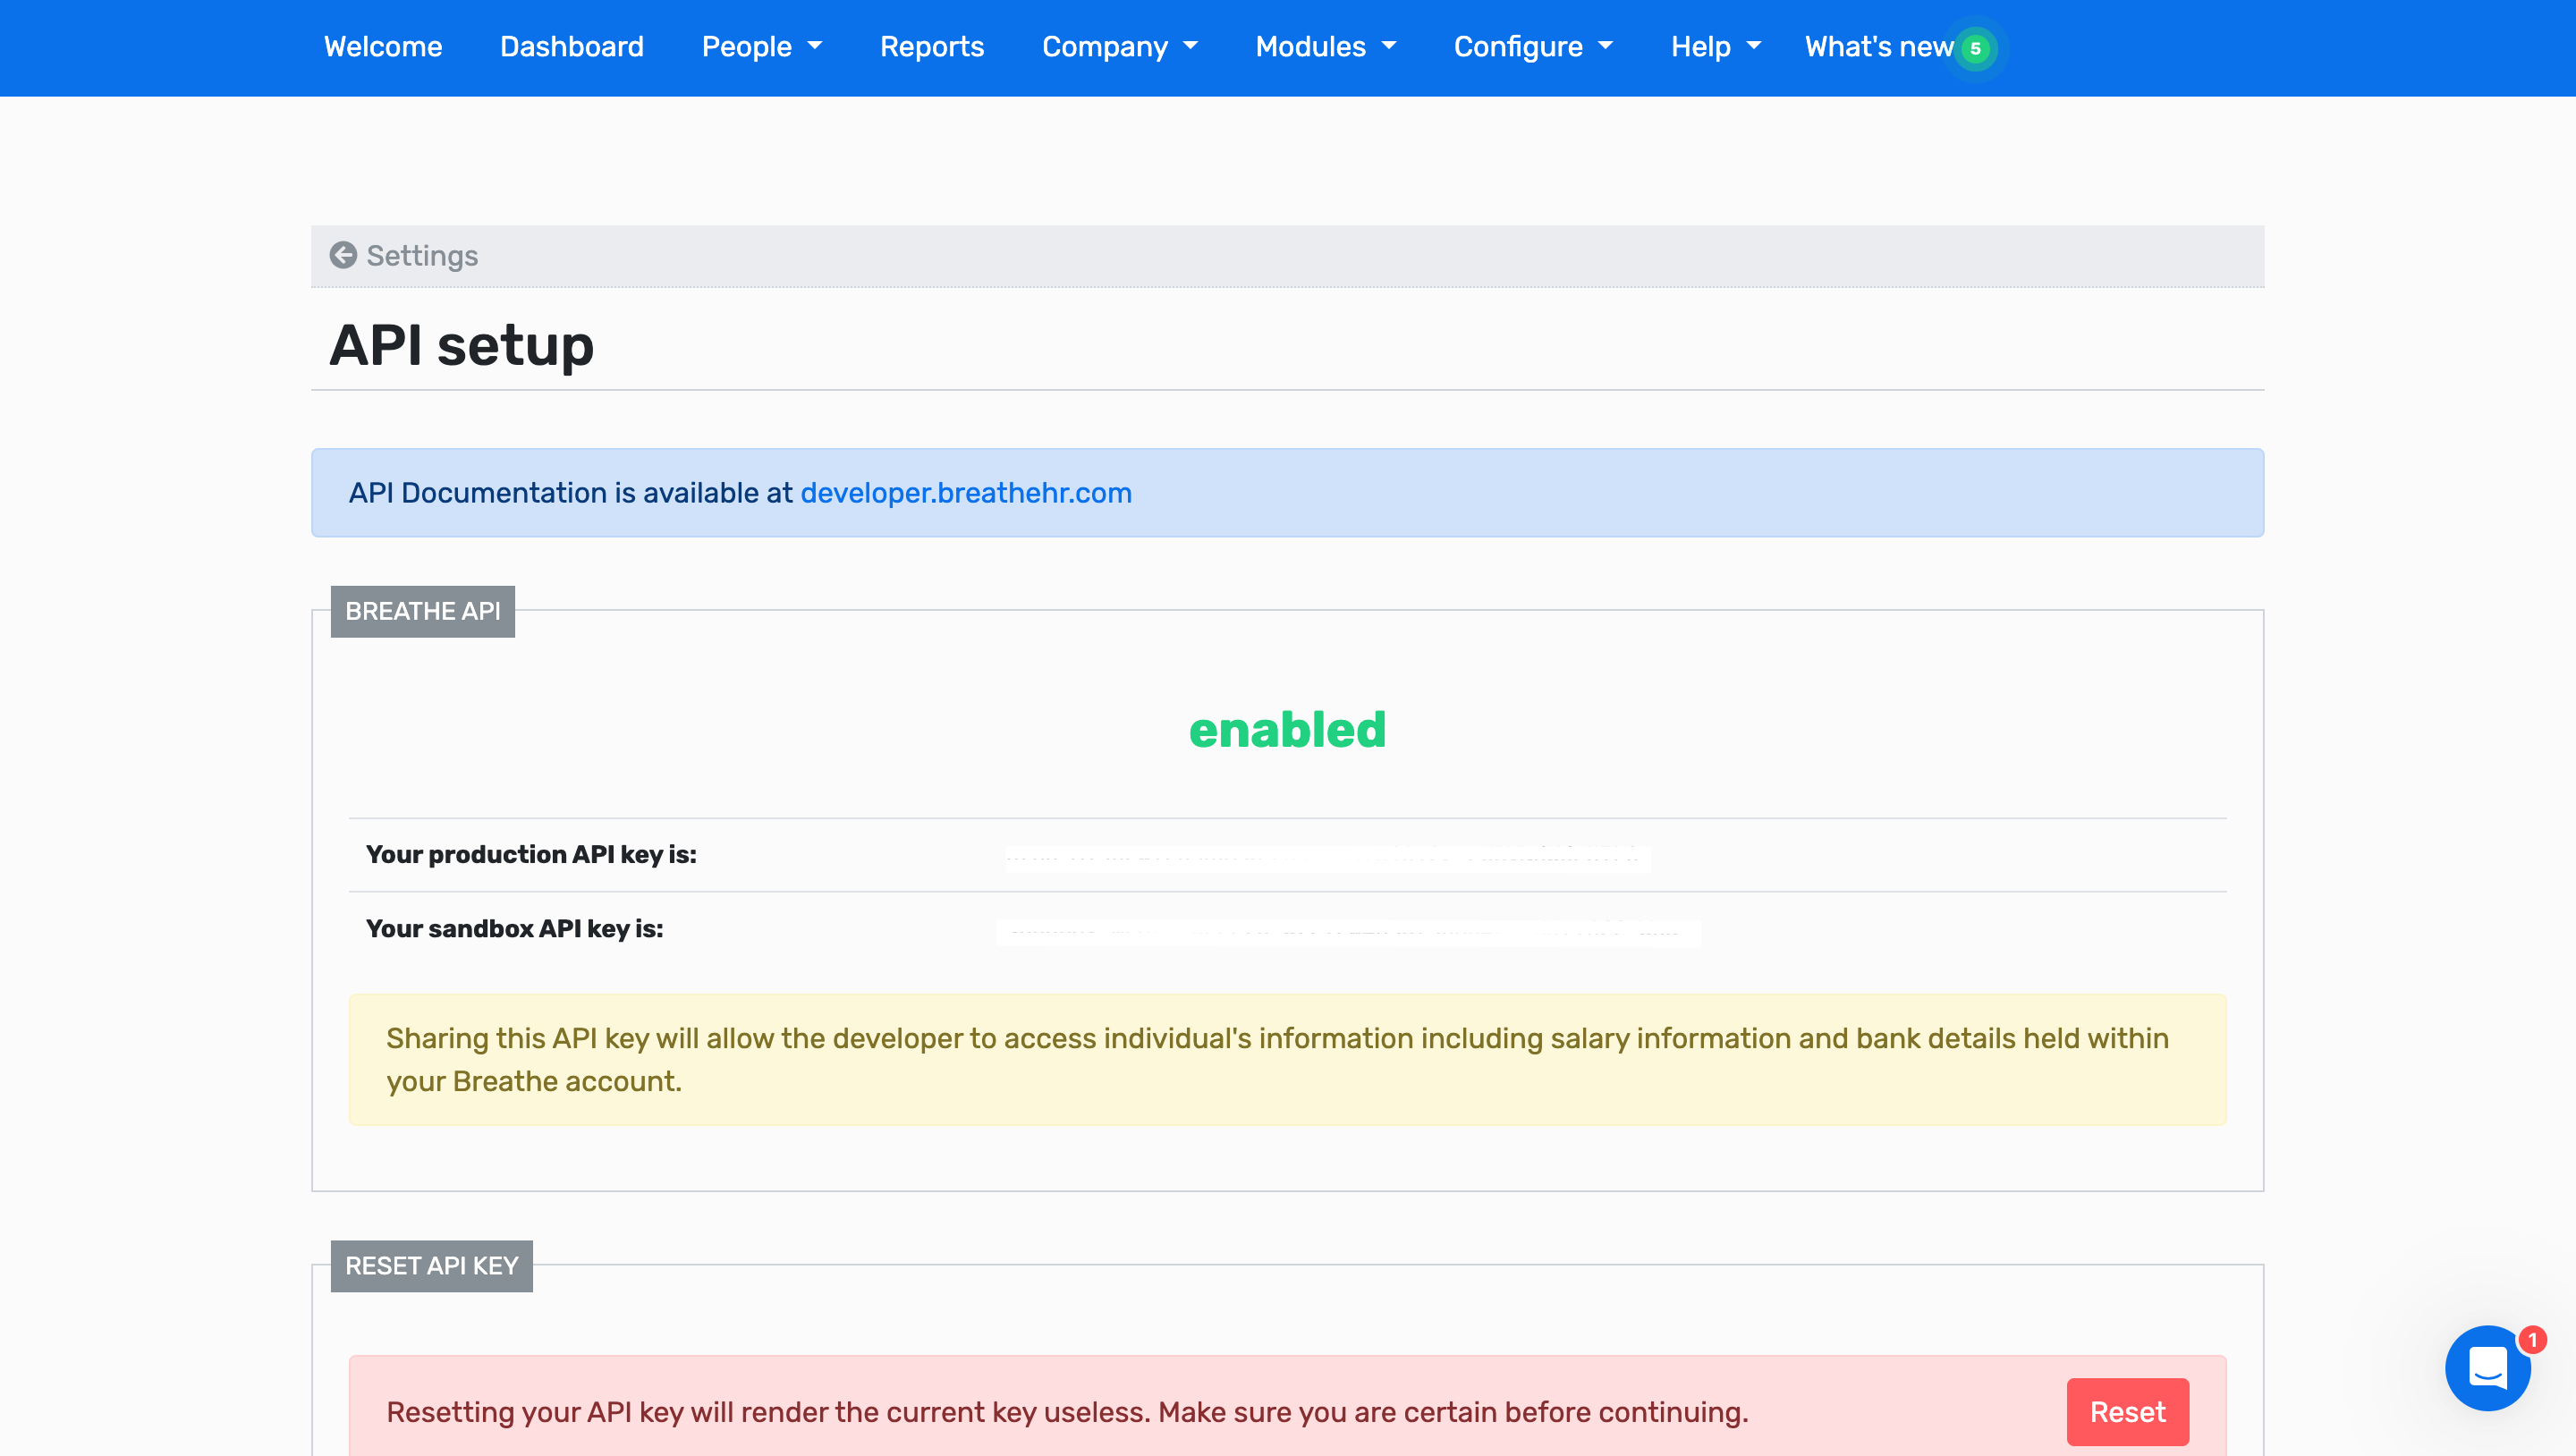 Welcome Dashboard People Reports Company Modules Configure Help What's new 5
Settings
API setup
API Documentation is available at developer.breathehr.com
BREATHE API
enabled
Your production API key is:
Your sandbox API key is:
Sharing this API key will allow the developer to access individual's information including salary information and bank details held within
your Breathe account.
RESET API KEY
1
Resetting your API key will render the current key useless. Make sure you are certain before continuing. Reset